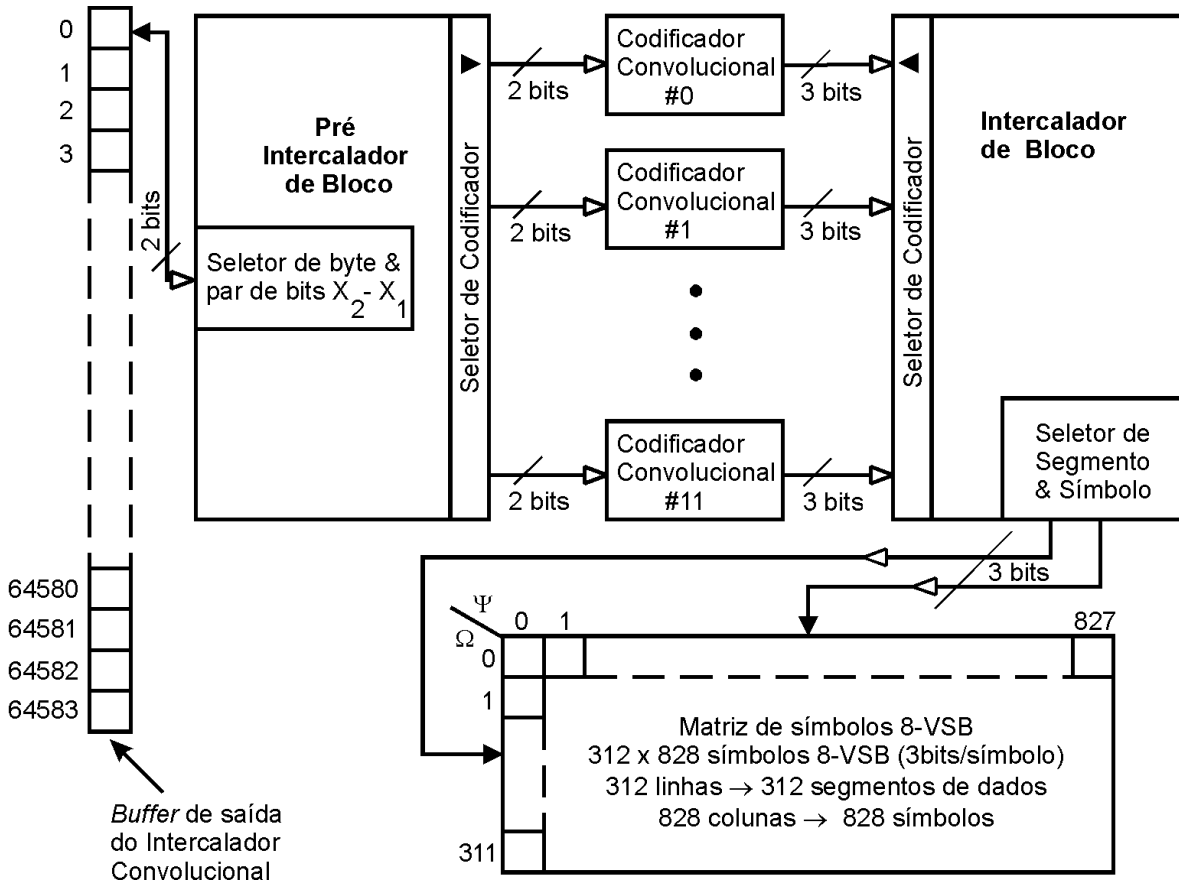 0
1
2
3
2 bits
64580
64581
64582
64583
Buffer de saída
do Intercalador
Convolucional
Pré
Intercalador
de Bloco
Seletor de byte &
par de bits X2- X1
Seletor de Codificador
2 bits
2 bits
2 bits
Codificador
Convolucional
#0
Codificador
Convolucional
#1
Codificador
Convolucional
#11
3 bits
3 bits
3 bits
Seletor de Codificador
Intercalador
de Bloco
Seletor de
Segmento
& Símbolo
3 bits
Ψ
Ω
0
1
827
0
1
311
Matriz de símbolos 8-VSB
312 x 828 símbolos 8-VSB (3bits/símbolo)
312 linhas → 312 segmentos de dados
828 colunas → 828 símbolos